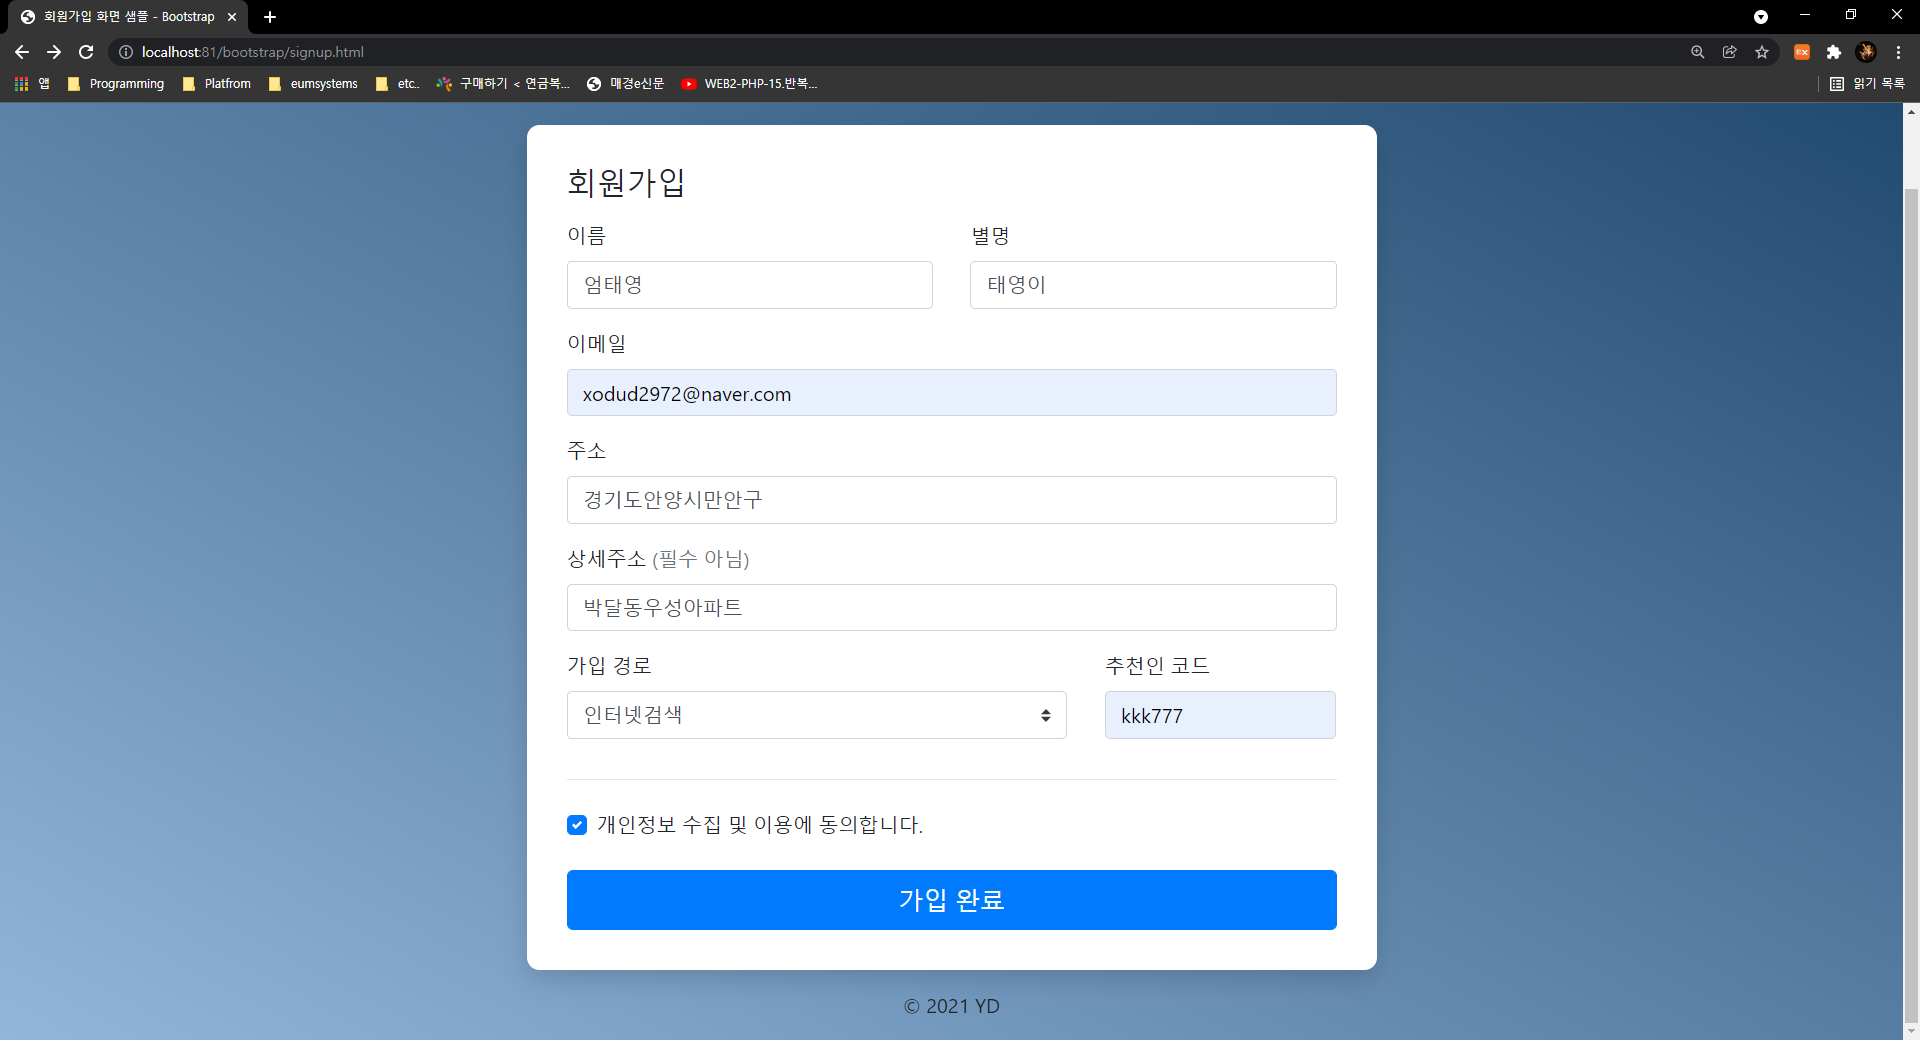 회원가입 화면 샘플 - Bootstrap
localhost:81/bootstrap/signup.html
앱 Programming Platfrom eumsystems etc.. 구매하기 < 연금복... 매경e신문 WEB2-PHP-15.반복... 읽기 목록
회원가입
이름 별명
엄태영 태영이
이메일
xodud2972@naver.com
주소
경기도안양시만안구
상세주소 (필수 아님)
박달동우성아파트
가입 경로 추천인 코드
인터넷검색 kkk777
개인정보 수집 및 이용에 동의합니다.
가입 완료
© 2021 YD